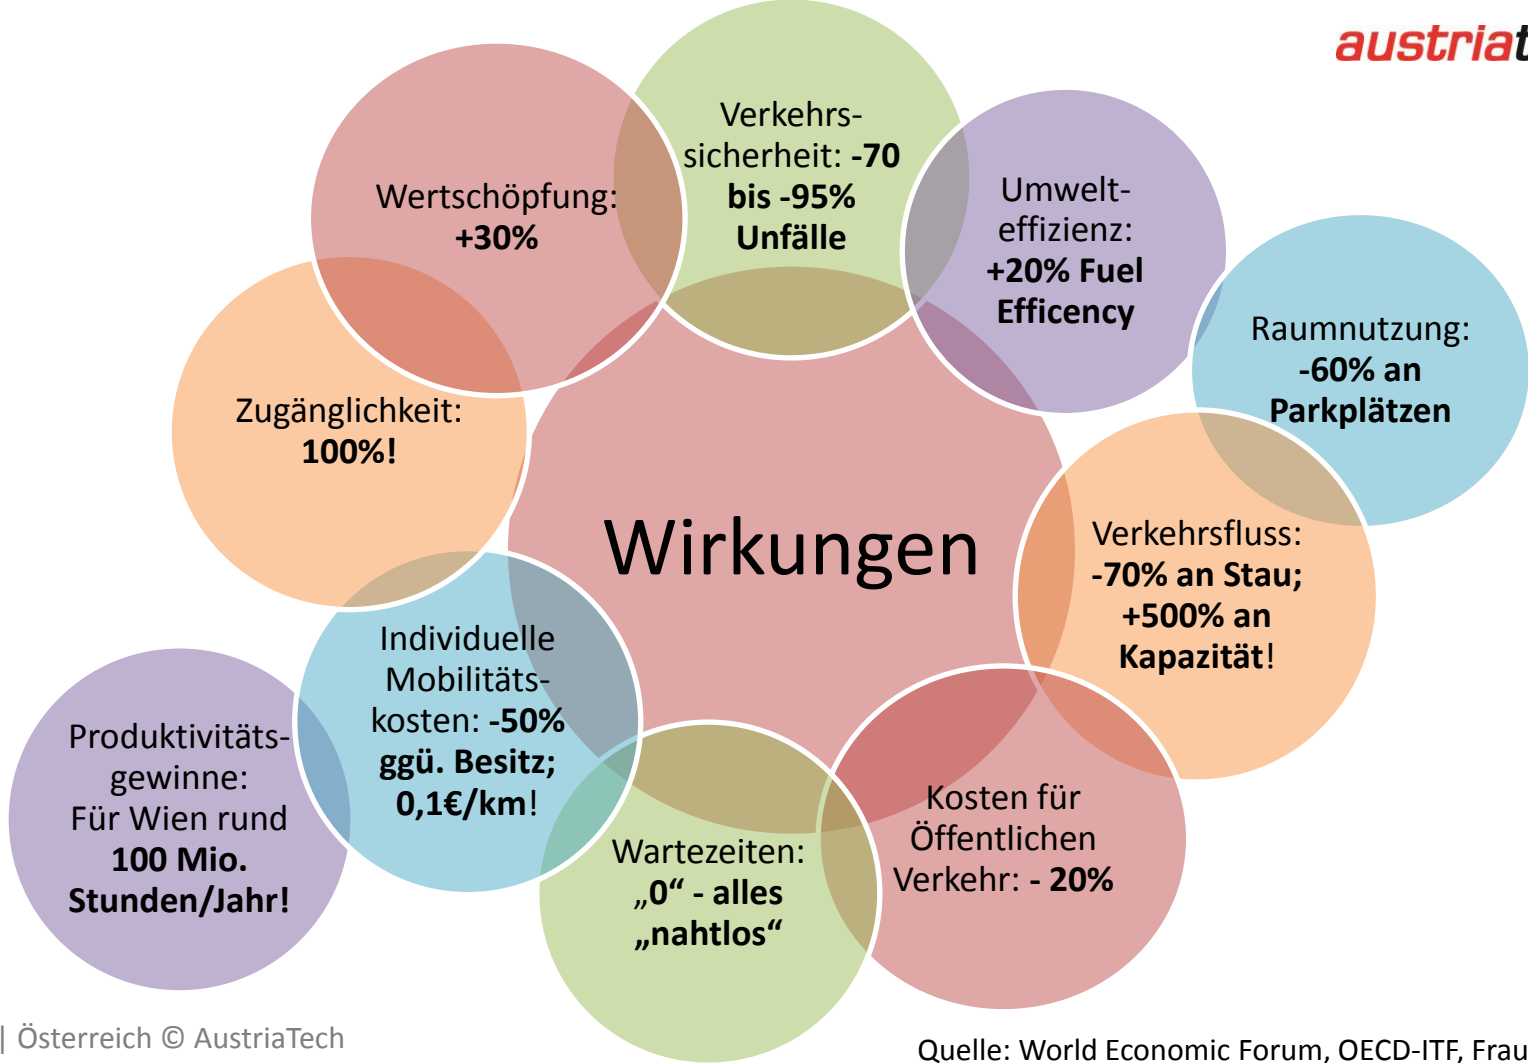 austriat
Verkehrs-
sicherheit: -70
bis -95%
Unfälle
Wertschöpfung:
+30%
Umwelt-
effizienz:
+20% Fuel
Efficency
Raumnutzung:
-60% an
Parkplätzen
Zugänglichkeit:
100%!
Wirkungen
Verkehrsfluss:
-70% an Stau;
+500% an
Kapazität!
Individuelle
Mobilitäts-
kosten: -50%
ggü. Besitz;
0,1€/km!
Produktivitäts-
gewinne:
Für Wien rund
100 Mio.
Stunden/Jahr!
Kosten für
Öffentlichen
Verkehr: - 20%
Wartezeiten:
„0“ - alles
„nahtlos“
| Österreich © AustriaTech
Quelle: World Economic Forum, OECD-ITF, Frau